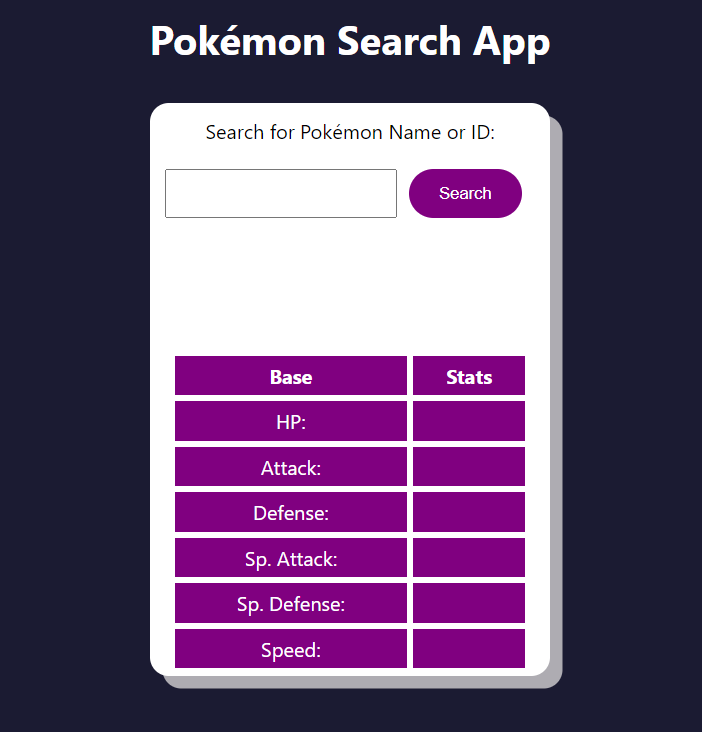 Pokémon Search App
Search for Pokémon Name or ID:
Search
Base Stats
HP:
Attack:
Defense:
Sp. Attack:
Sp. Defense:
Speed: